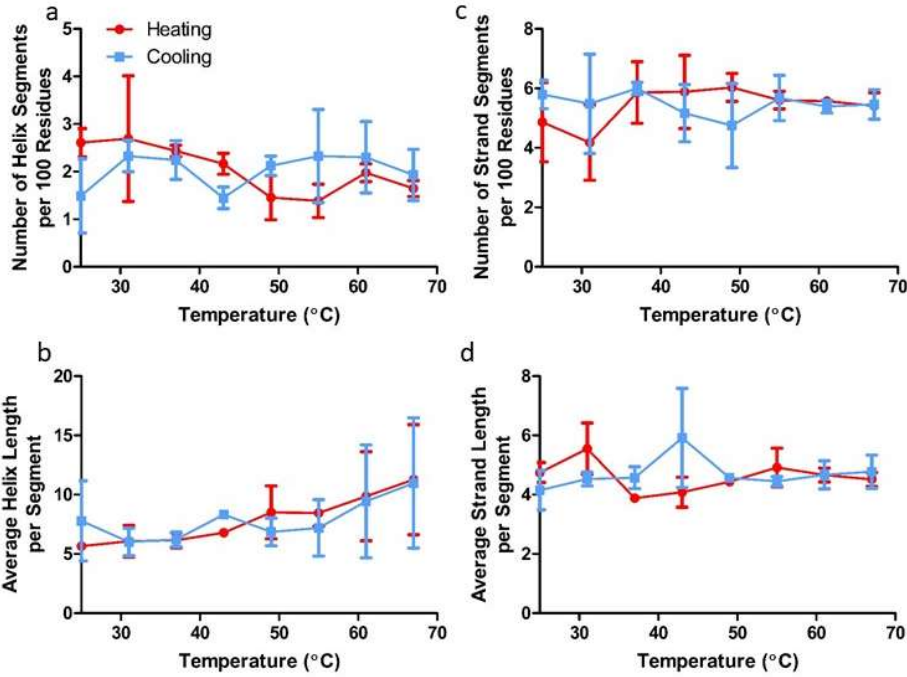 a
Number of Helix Segments
per 100 Residues
5
4
3
2
1
0
Heating
Cooling
30
40
50
60
70
Temperature (°C)
c
Number of Strand Segments
per 100 Residues
8
6
4
2
0
30
40
50
60
70
Temperature (°C)
b
Average Helix Length
per Segment
20
15
10
5
0
30
40
50
60
70
Temperature (°C)
d
Average Strand Length
per Segment
8
6
4
2
0
30
40
50
60
70
Temperature (°C)